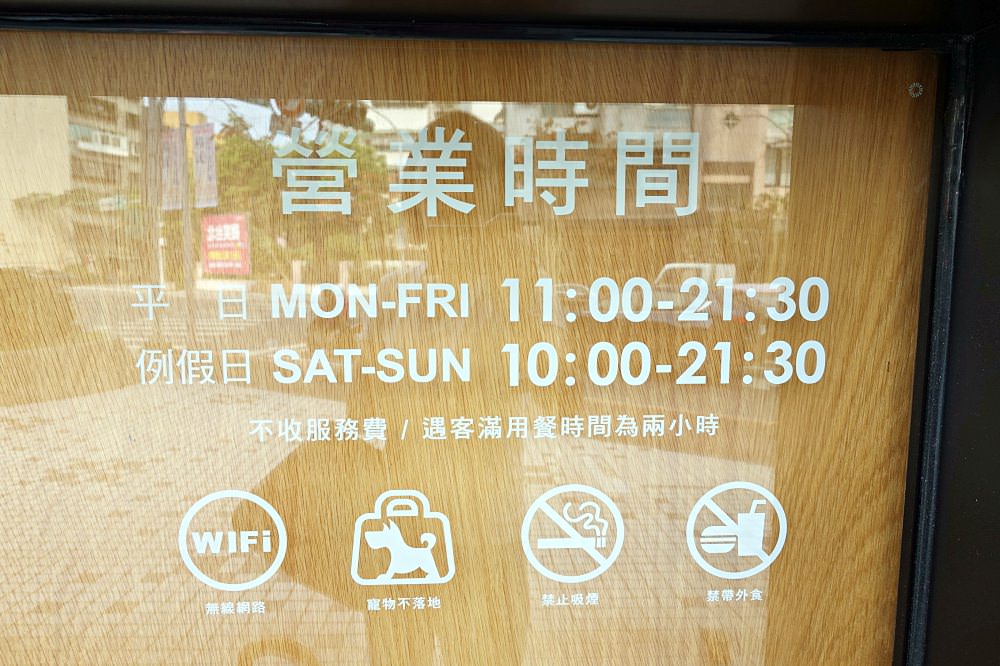 營業時間
平 日 MON-FRI 11:00-21:30
例假日 SAT-SUN 10:00-21:30
不收服務費 / 遇客滿用餐時間為兩小時
WIFi
無線網路 寵物不落地 禁止吸煙 禁帶外食